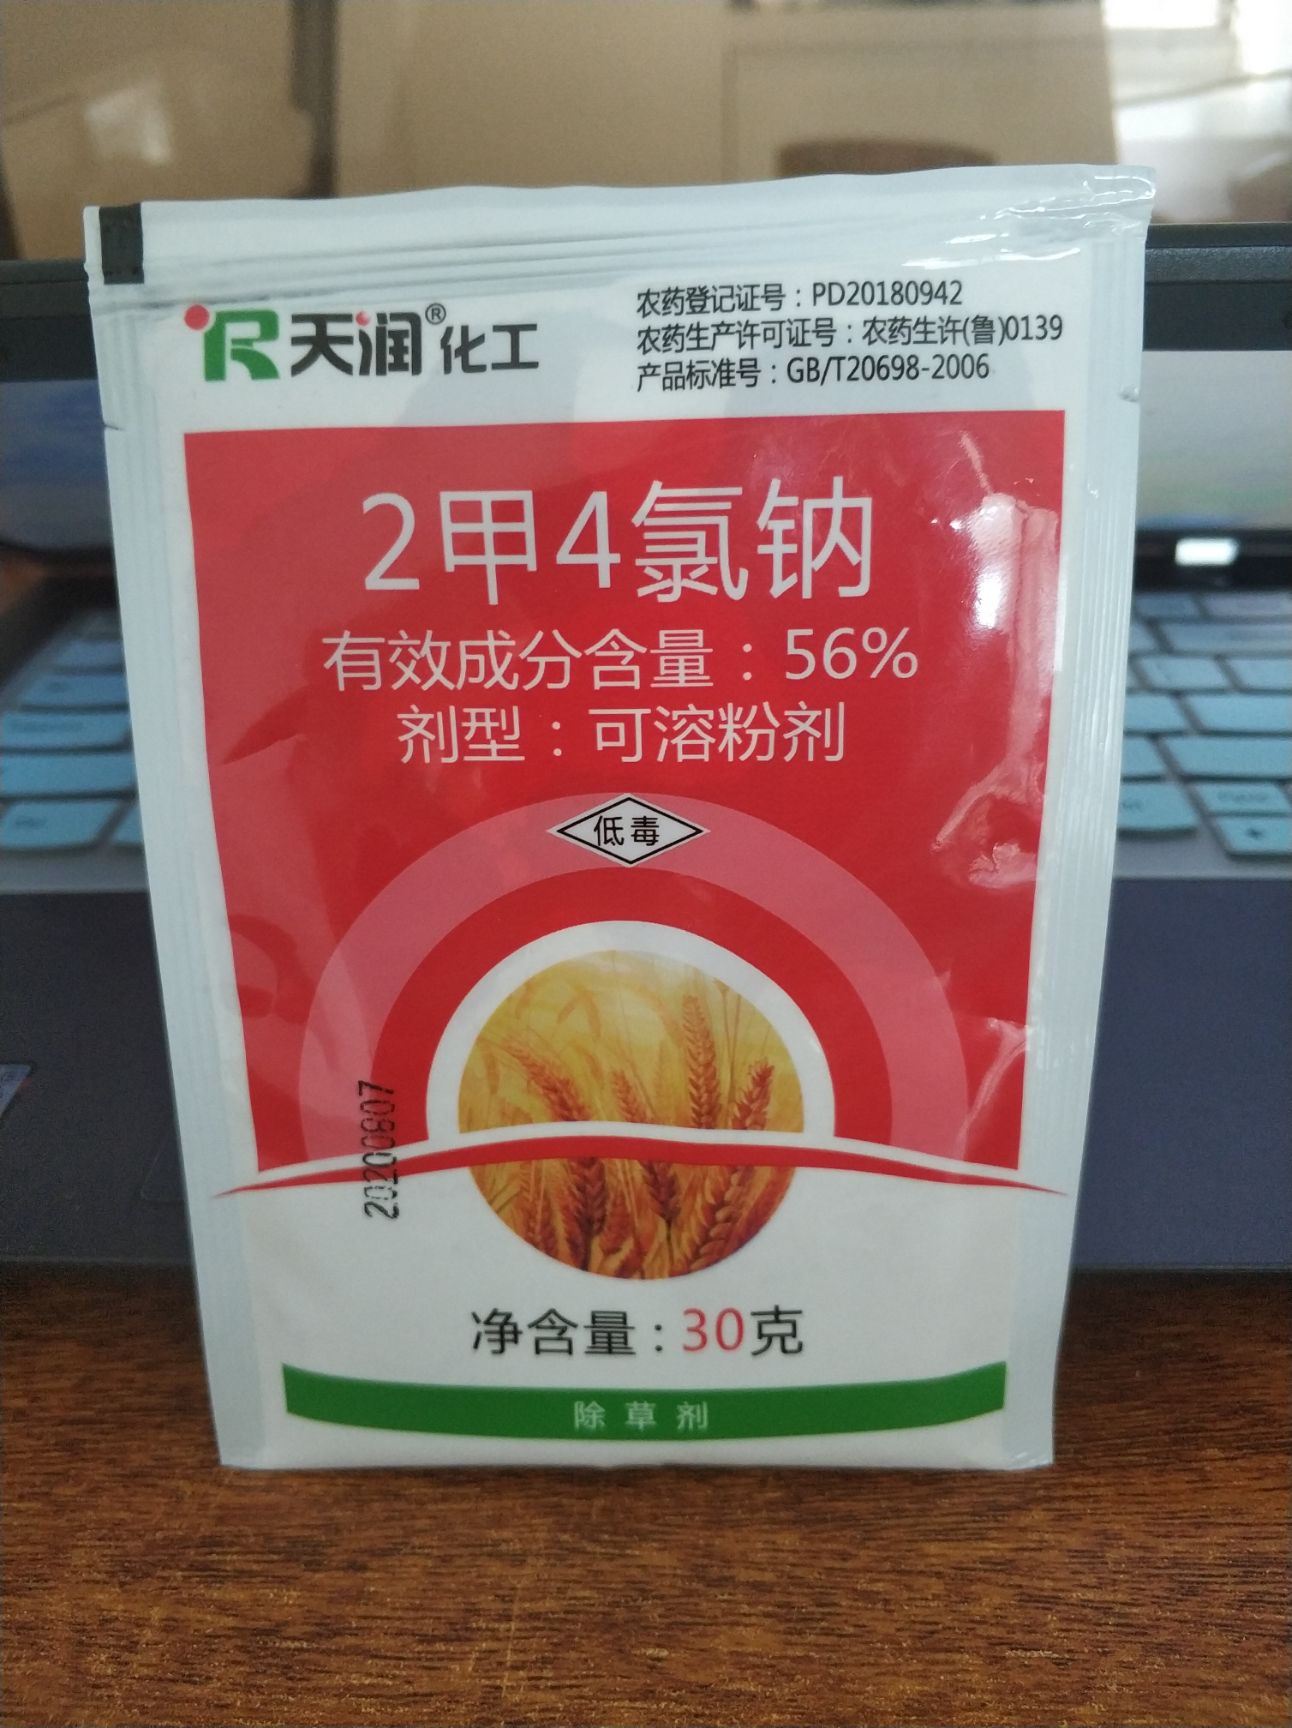 天润®化工
农药登记证号：PD20180942
农药生产许可证号：农药生许(鲁)0139
产品标准号：GB/T20698-2006
2甲4氯钠
有效成分含量：56%
剂型：可溶粉剂
低毒
20200807
净含量：30克
除草剂